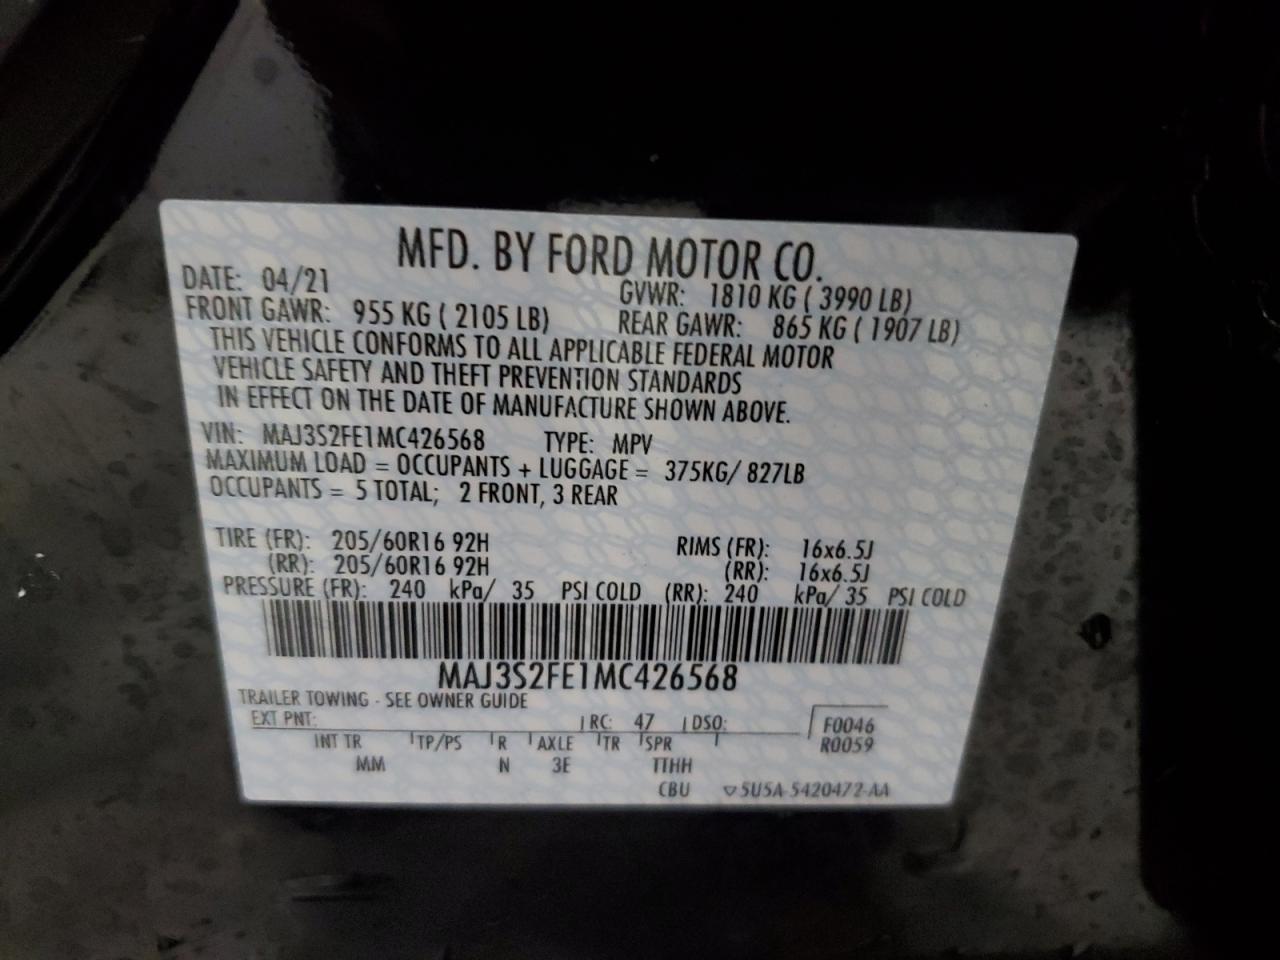 MFD. BY FORD MOTOR CO.
DATE: 04/21 GVWR: 1810 KG ( 3990 LB)
FRONT GAWR: 955 KG ( 2105 LB) REAR GAWR: 865 KG ( 1907 LB)
THIS VEHICLE CONFORMS TO ALL APPLICABLE FEDERAL MOTOR
VEHICLE SAFETY AND THEFT PREVENTION STANDARDS
IN EFFECT ON THE DATE OF MANUFACTURE SHOWN ABOVE.
VIN: MAJ3S2FE1MC426568 TYPE: MPV
MAXIMUM LOAD = OCCUPANTS + LUGGAGE = 375KG/ 827LB
OCCUPANTS = 5 TOTAL; 2 FRONT, 3 REAR
TIRE (FR): 205/60R16 92H RIMS (FR): 16x6.5J
(RR): 205/60R16 92H (RR): 16x6.5J
PRESSURE (FR): 240 kPa/ 35 PSI COLD (RR): 240 kPa/ 35 PSI COLD
MAJ3S2FE1MC426568
TRAILER TOWING - SEE OWNER GUIDE
EXT PNT: RC: 47 DSO: F0046
INT TR TP/PS R AXLE TR SPR R0059
MM N 3E TTHH
CBU ▽5U5A-5420472-AA